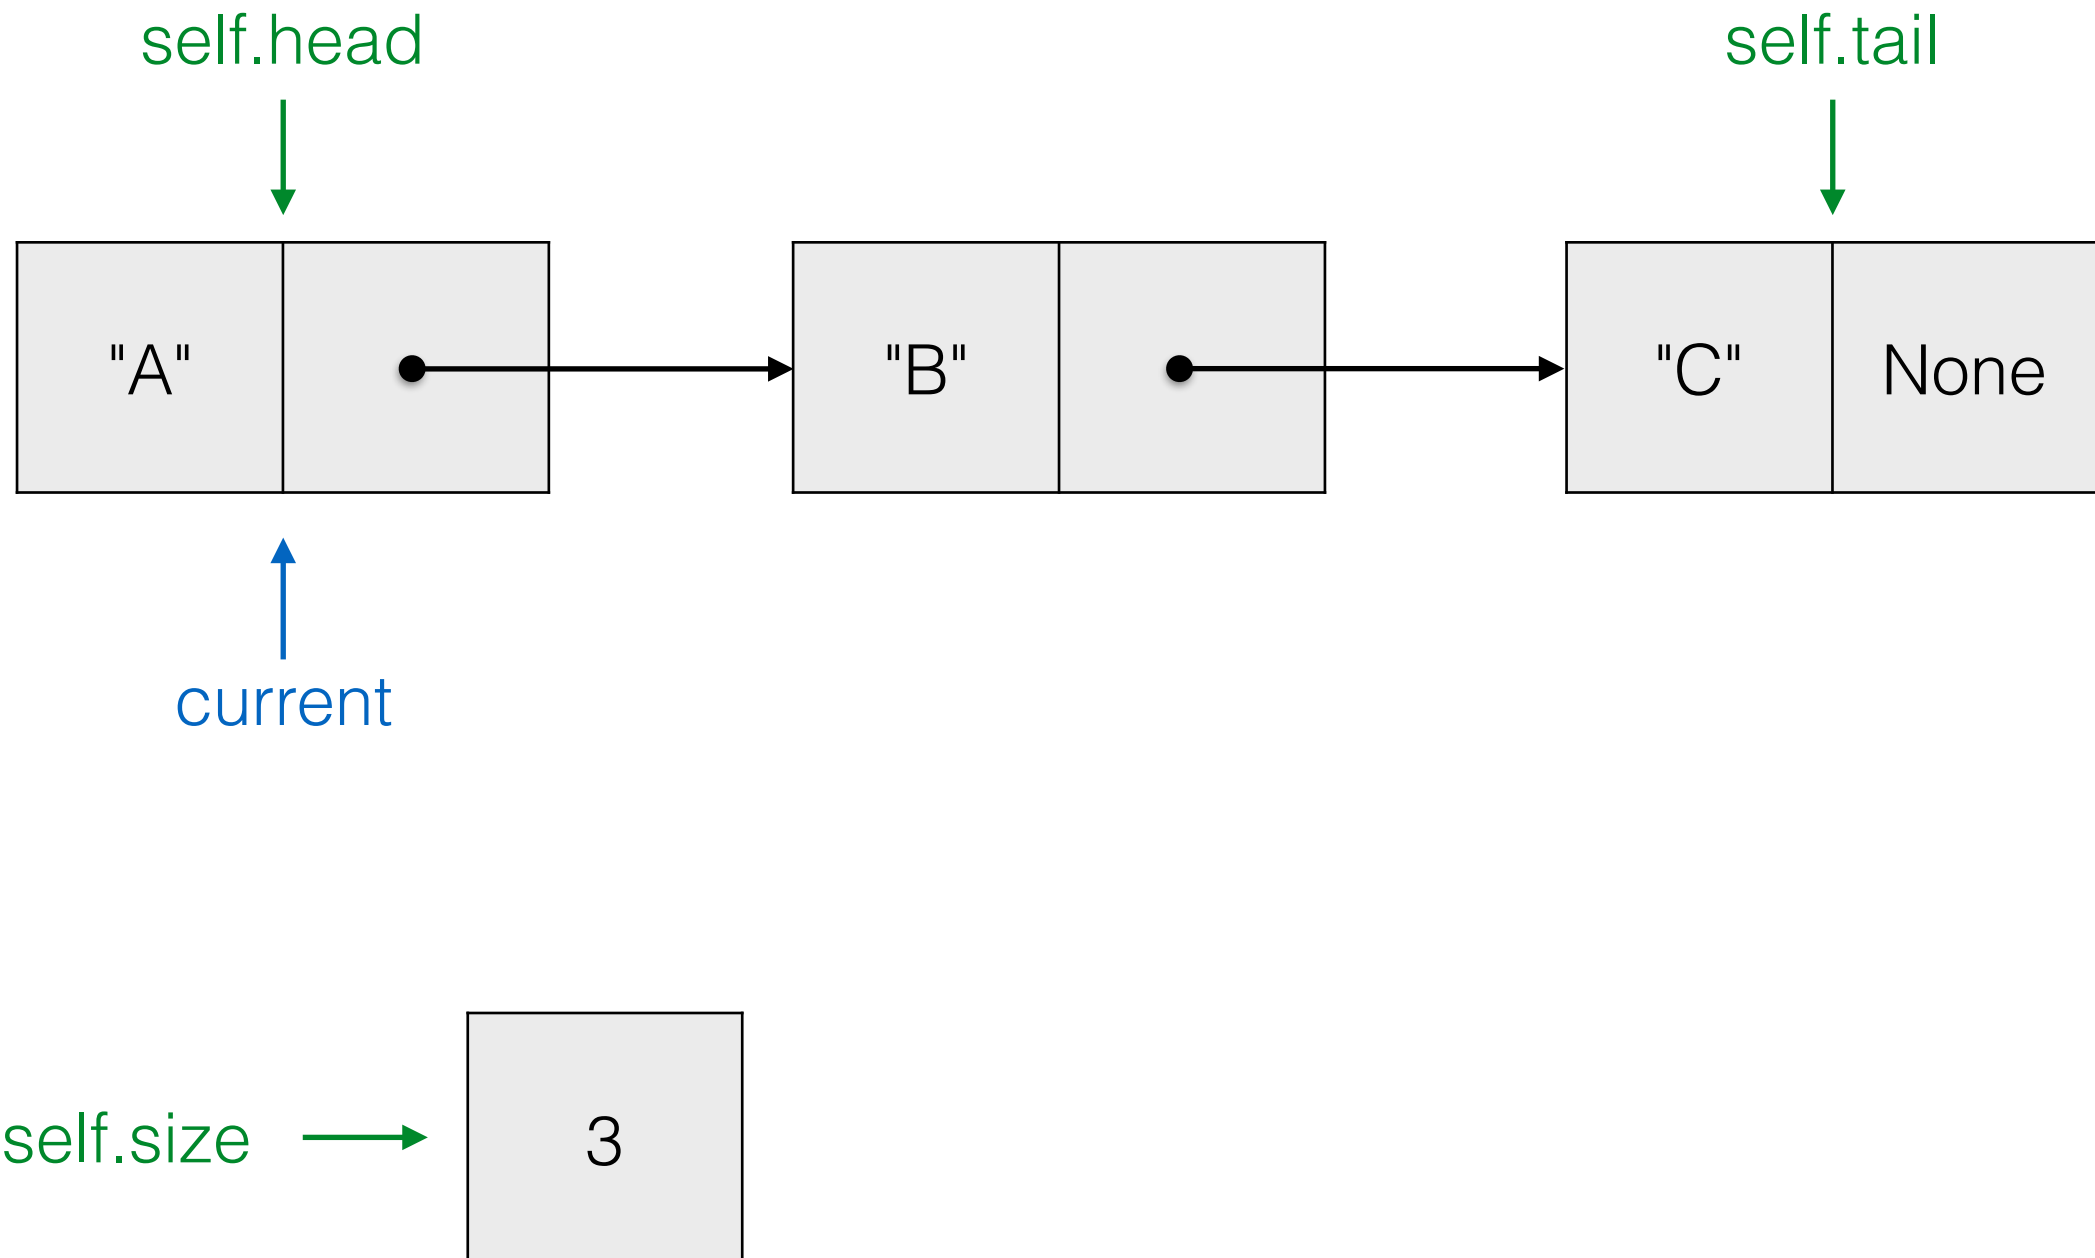 self.head
self.tail
"A"
"B"
"C"
None
current
self.size
3